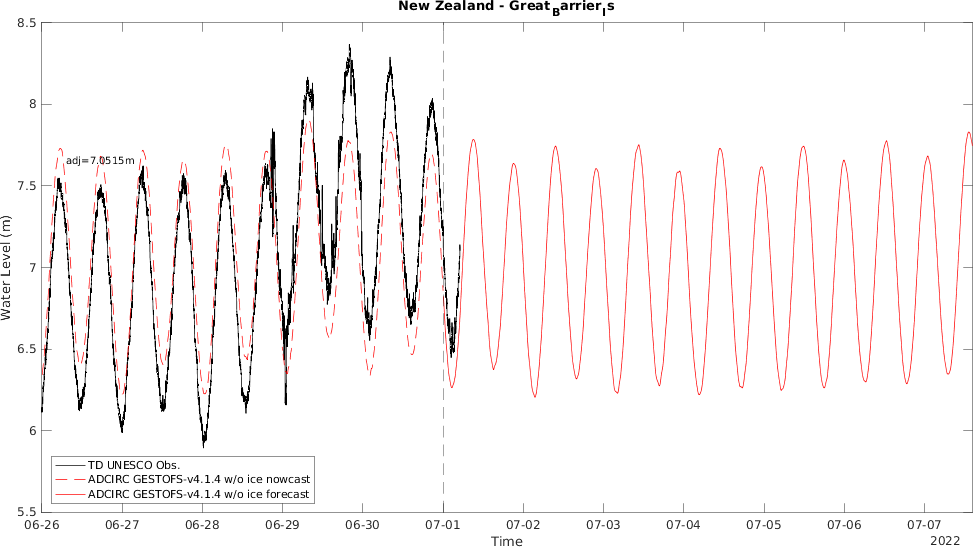 New Zealand - Great_Barrier_Is
8.5
8
7.5
7
6.5
6
5.5
Water Level (m)
adj=7.0515m
TD UNESCO Obs.
ADCIRC GESTOFS-v4.1.4 w/o ice nowcast
ADCIRC GESTOFS-v4.1.4 w/o ice forecast
06-26 06-27 06-28 06-29 06-30 07-01 07-02 07-03 07-04 07-05 07-06 07-07
Time
2022